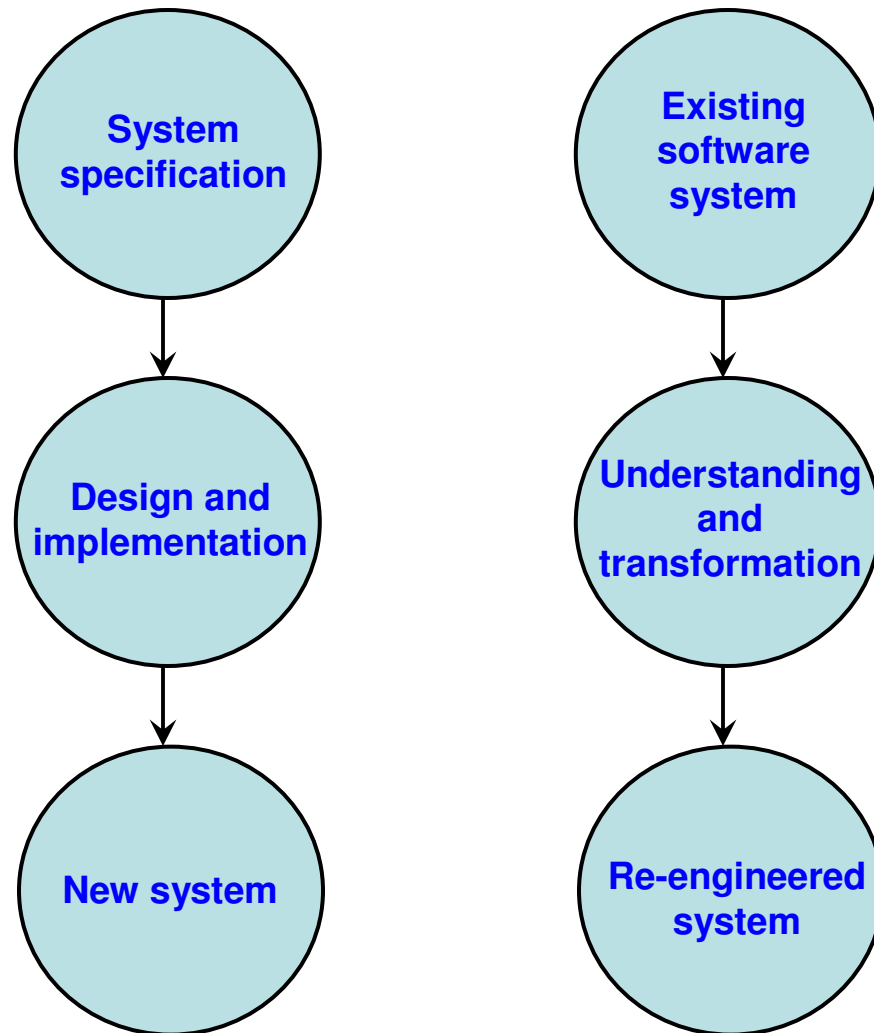 System
specification
Existing
software
system
Design and
implementation
Understanding
and
transformation
New system
Re-engineered
system